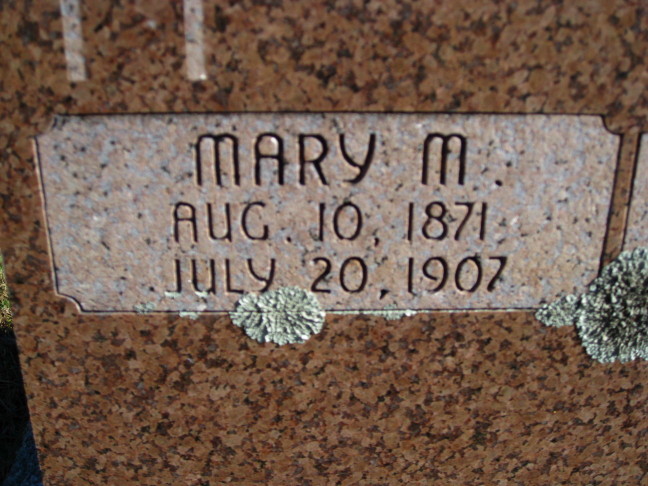 MARY M.
AUG. 10, 1871
JULY 20, 1907